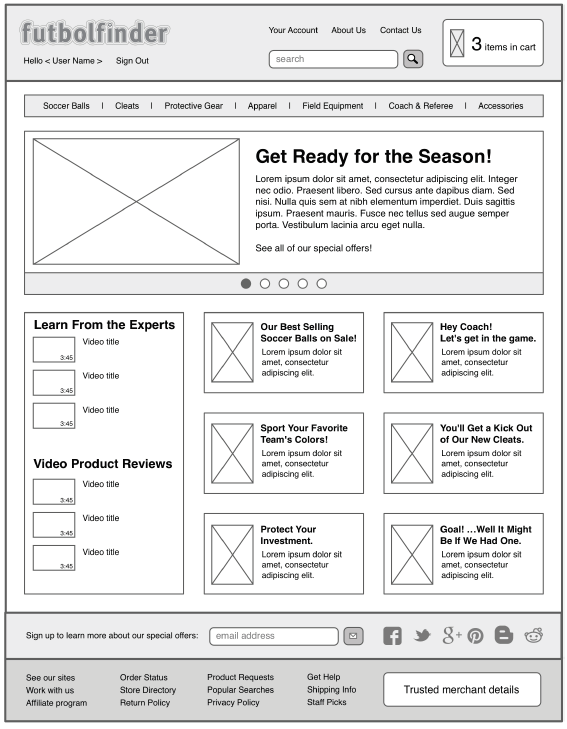 futbolfinder
Your Account About Us Contact Us
3 items in cart
Hello < User Name > Sign Out
search
Soccer Balls | Cleats | Protective Gear | Apparel | Field Equipment | Coach & Referee | Accessories
Get Ready for the Season!
Lorem ipsum dolor sit amet, consectetur adipiscing elit. Integer
nec odio. Praesent libero. Sed cursus ante dapibus diam. Sed
nisi. Nulla quis sem at nibh elementum imperdiet. Duis sagittis
ipsum. Praesent mauris. Fusce nec tellus sed augue semper
porta. Vestibulum lacinia arcu eget nulla.
See all of our special offers!
Learn From the Experts
Video title
3:45
Video title
3:45
Video title
3:45
Video Product Reviews
Video title
3:45
Video title
3:45
Video title
3:45
Our Best Selling
Soccer Balls on Sale!
Lorem ipsum dolor sit
amet, consectetur
adipiscing elit.
Hey Coach!
Let's get in the game.
Lorem ipsum dolor sit
amet, consectetur
adipiscing elit.
Sport Your Favorite
Team's Colors!
Lorem ipsum dolor sit
amet, consectetur
adipiscing elit.
You'll Get a Kick Out
of Our New Cleats.
Lorem ipsum dolor sit
amet, consectetur
adipiscing elit.
Protect Your
Investment.
Lorem ipsum dolor sit
amet, consectetur
adipiscing elit.
Goal! ...Well It Might
Be If We Had One.
Lorem ipsum dolor sit
amet, consectetur
adipiscing elit.
Sign up to learn more about our special offers:
email address
See our sites
Work with us
Affiliate program
Order Status
Store Directory
Return Policy
Product Requests
Popular Searches
Privacy Policy
Get Help
Shipping Info
Staff Picks
Trusted merchant details